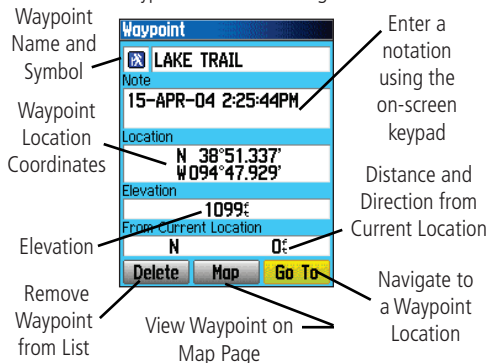 Waypoint
Name and
Symbol
Waypoint
Location
Coordinates
Elevation
Remove
Waypoint
from List
Waypoint
LAKE TRAIL
Note
15-APR-04 2:25:44PM
Location
N 38°51.337'
W094°47.929'
Elevation
1099ft
From Current Location
N 0ft
Delete Map Go To
View Waypoint on
Map Page
Enter a
notation
using the
on-screen
keypad
Distance and
Direction from
Current Location
Navigate to
a Waypoint
Location